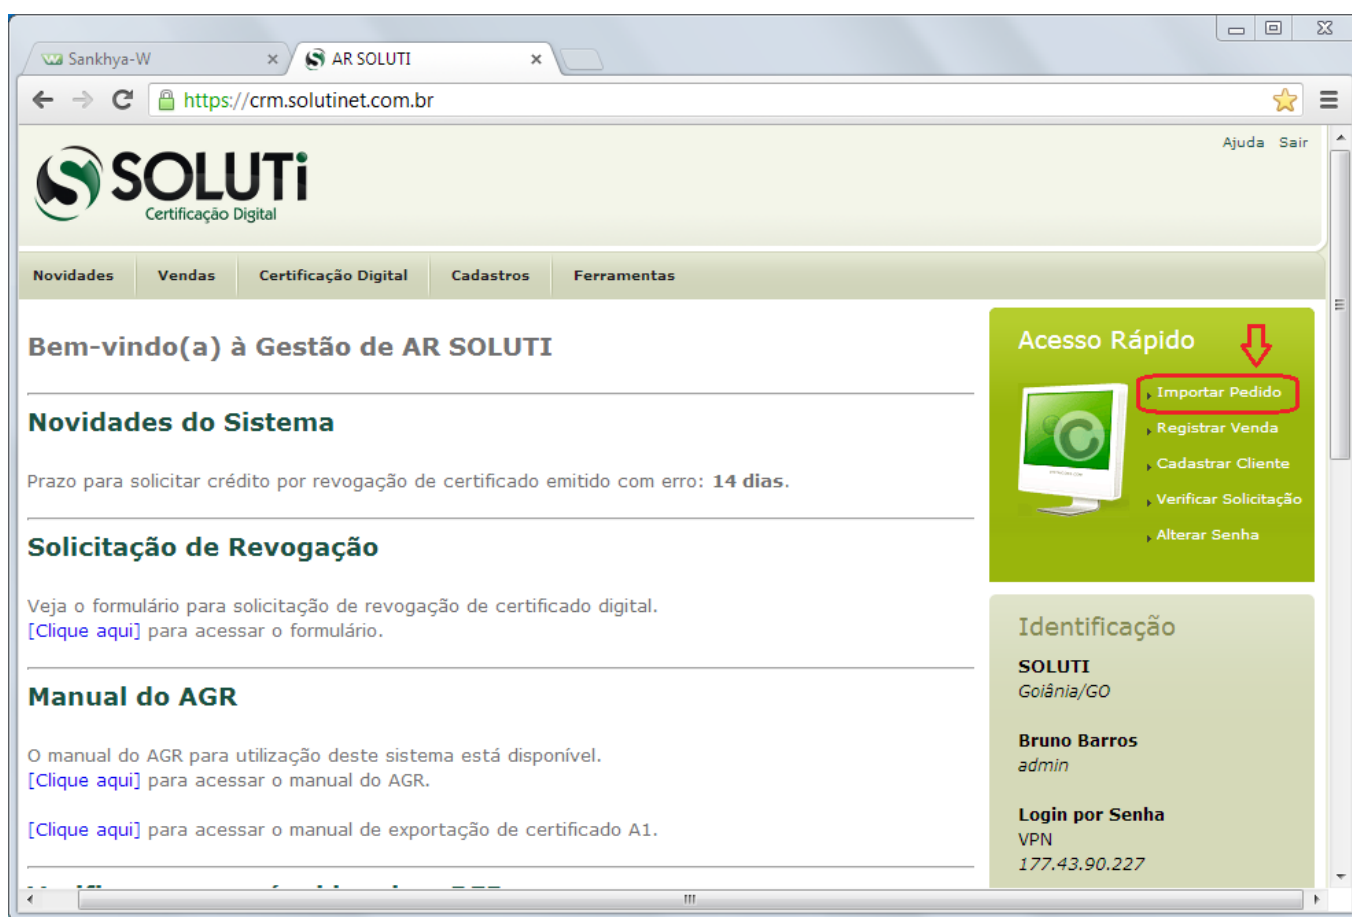 Sankhya-W
AR SOLUTI
https://crm.solutinet.com.br
Ajuda Sair
SOLUTi
Certificação Digital
Novidades Vendas Certificação Digital Cadastros Ferramentas
Bem-vindo(a) à Gestão de AR SOLUTI
Novidades do Sistema
Prazo para solicitar crédito por revogação de certificado emitido com erro: 14 dias.
Solicitação de Revogação
Veja o formulário para solicitação de revogação de certificado digital.
[Clique aqui] para acessar o formulário.
Manual do AGR
O manual do AGR para utilização deste sistema está disponível.
[Clique aqui] para acessar o manual do AGR.
[Clique aqui] para acessar o manual de exportação de certificado A1.
Acesso Rápido
Importar Pedido
Registrar Venda
Cadastrar Cliente
Verificar Solicitação
Alterar Senha
Identificação
SOLUTI
Goiânia/GO
Bruno Barros
admin
Login por Senha
VPN
177.43.90.227